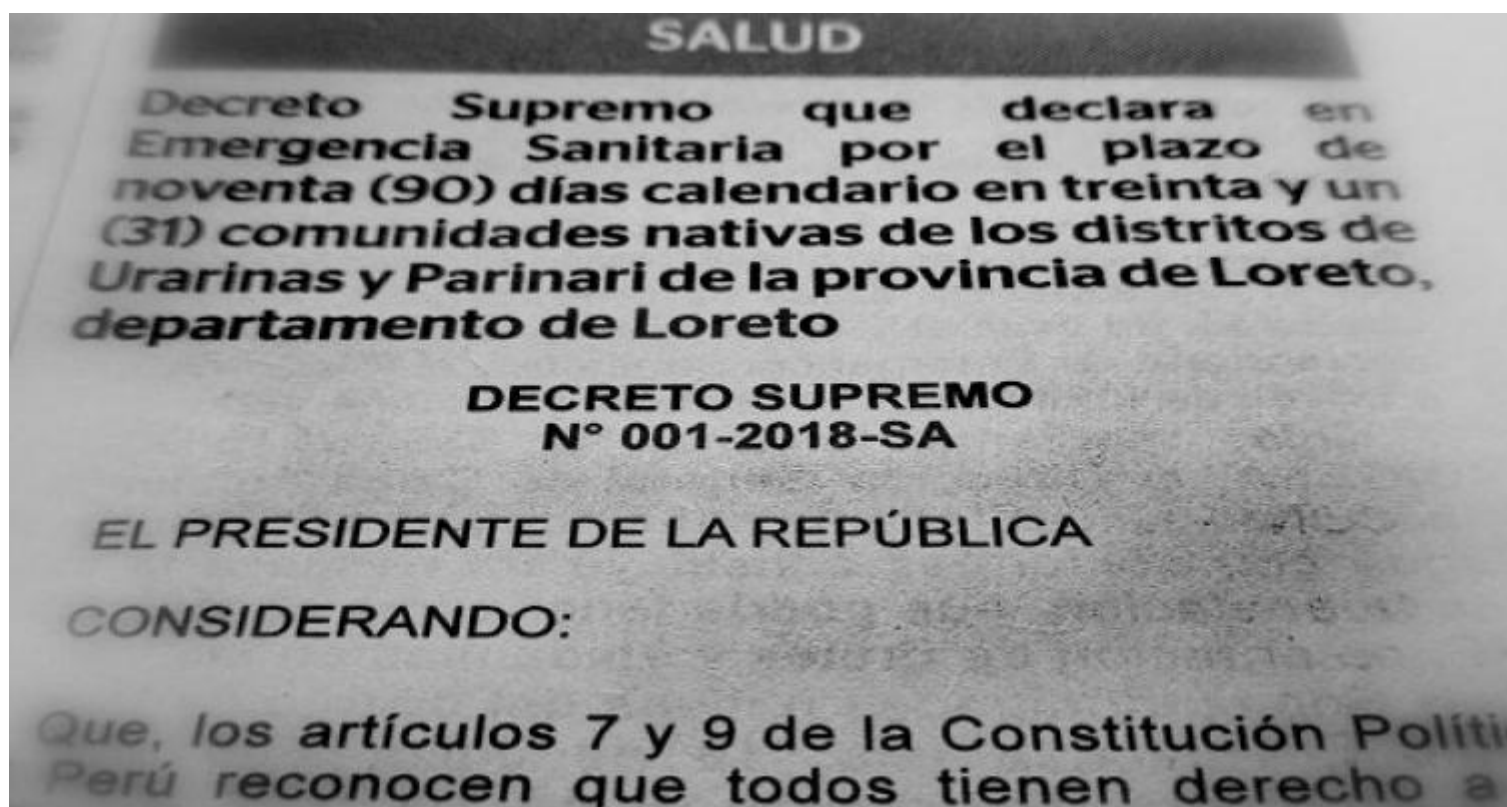 SALUD
Decreto Supremo que declara en
Emergencia Sanitaria por el plazo de
noventa (90) días calendario en treinta y un
(31) comunidades nativas de los distritos de
Urarinas y Parinari de la provincia de Loreto,
departamento de Loreto
DECRETO SUPREMO
N° 001-2018-SA
EL PRESIDENTE DE LA REPÚBLICA
CONSIDERANDO:
Que, los artículos 7 y 9 de la Constitución Políti
Perú reconocen que todos tienen derecho a